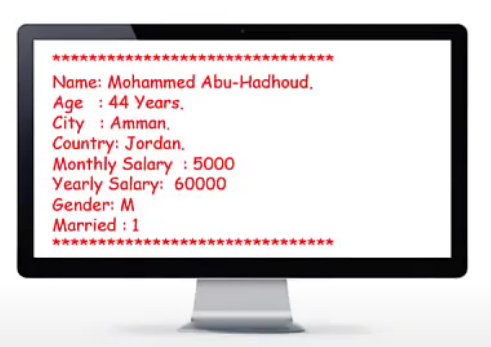 *******************************
Name: Mohammed Abu-Hadhoud.
Age : 44 Years.
City : Amman.
Country: Jordan.
Monthly Salary : 5000
Yearly Salary: 60000
Gender: M
Married : 1
*******************************